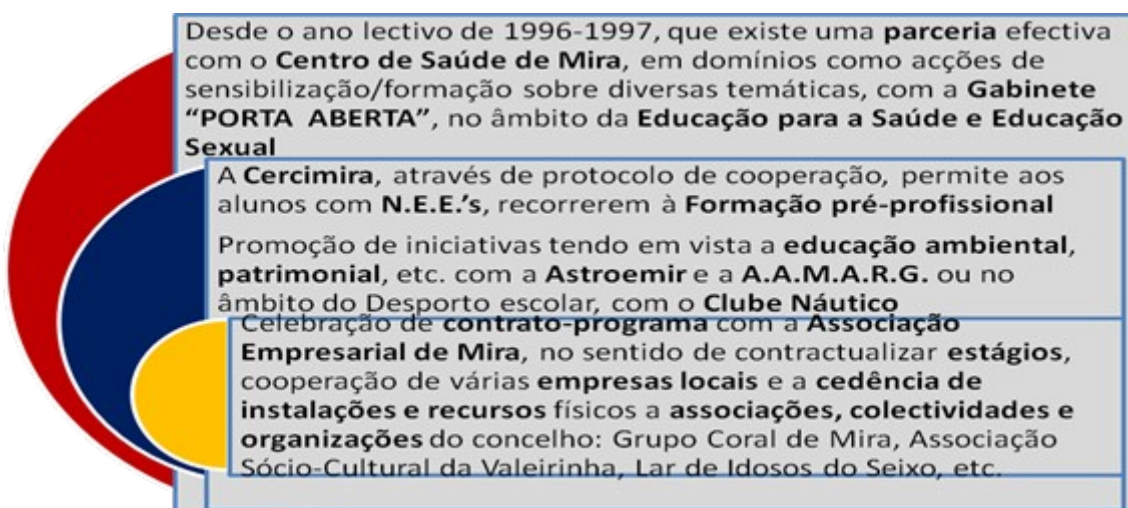 Desde o ano lectivo de 1996-1997, que existe uma parceria efectiva
com o Centro de Saúde de Mira, em domínios como acções de
sensibilização/formação sobre diversas temáticas, com a Gabinete
“PORTA ABERTA”, no âmbito da Educação para a Saúde e Educação
Sexual
A Cercimira, através de protocolo de cooperação, permite aos
alunos com N.E.E.’s, recorrerem à Formação pré-profissional
Promoção de iniciativas tendo em vista a educação ambiental,
patrimonial, etc. com a Astroemir e a A.A.M.A.R.G. ou no
âmbito do Desporto escolar, com o Clube Náutico
Celebração de contrato-programa com a Associação
Empresarial de Mira, no sentido de contractualizar estágios,
cooperação de várias empresas locais e a cedência de
instalações e recursos físicos a associações, colectividades e
organizações do concelho: Grupo Coral de Mira, Associação
Sócio-Cultural da Valeirinha, Lar de Idosos do Seixo, etc.